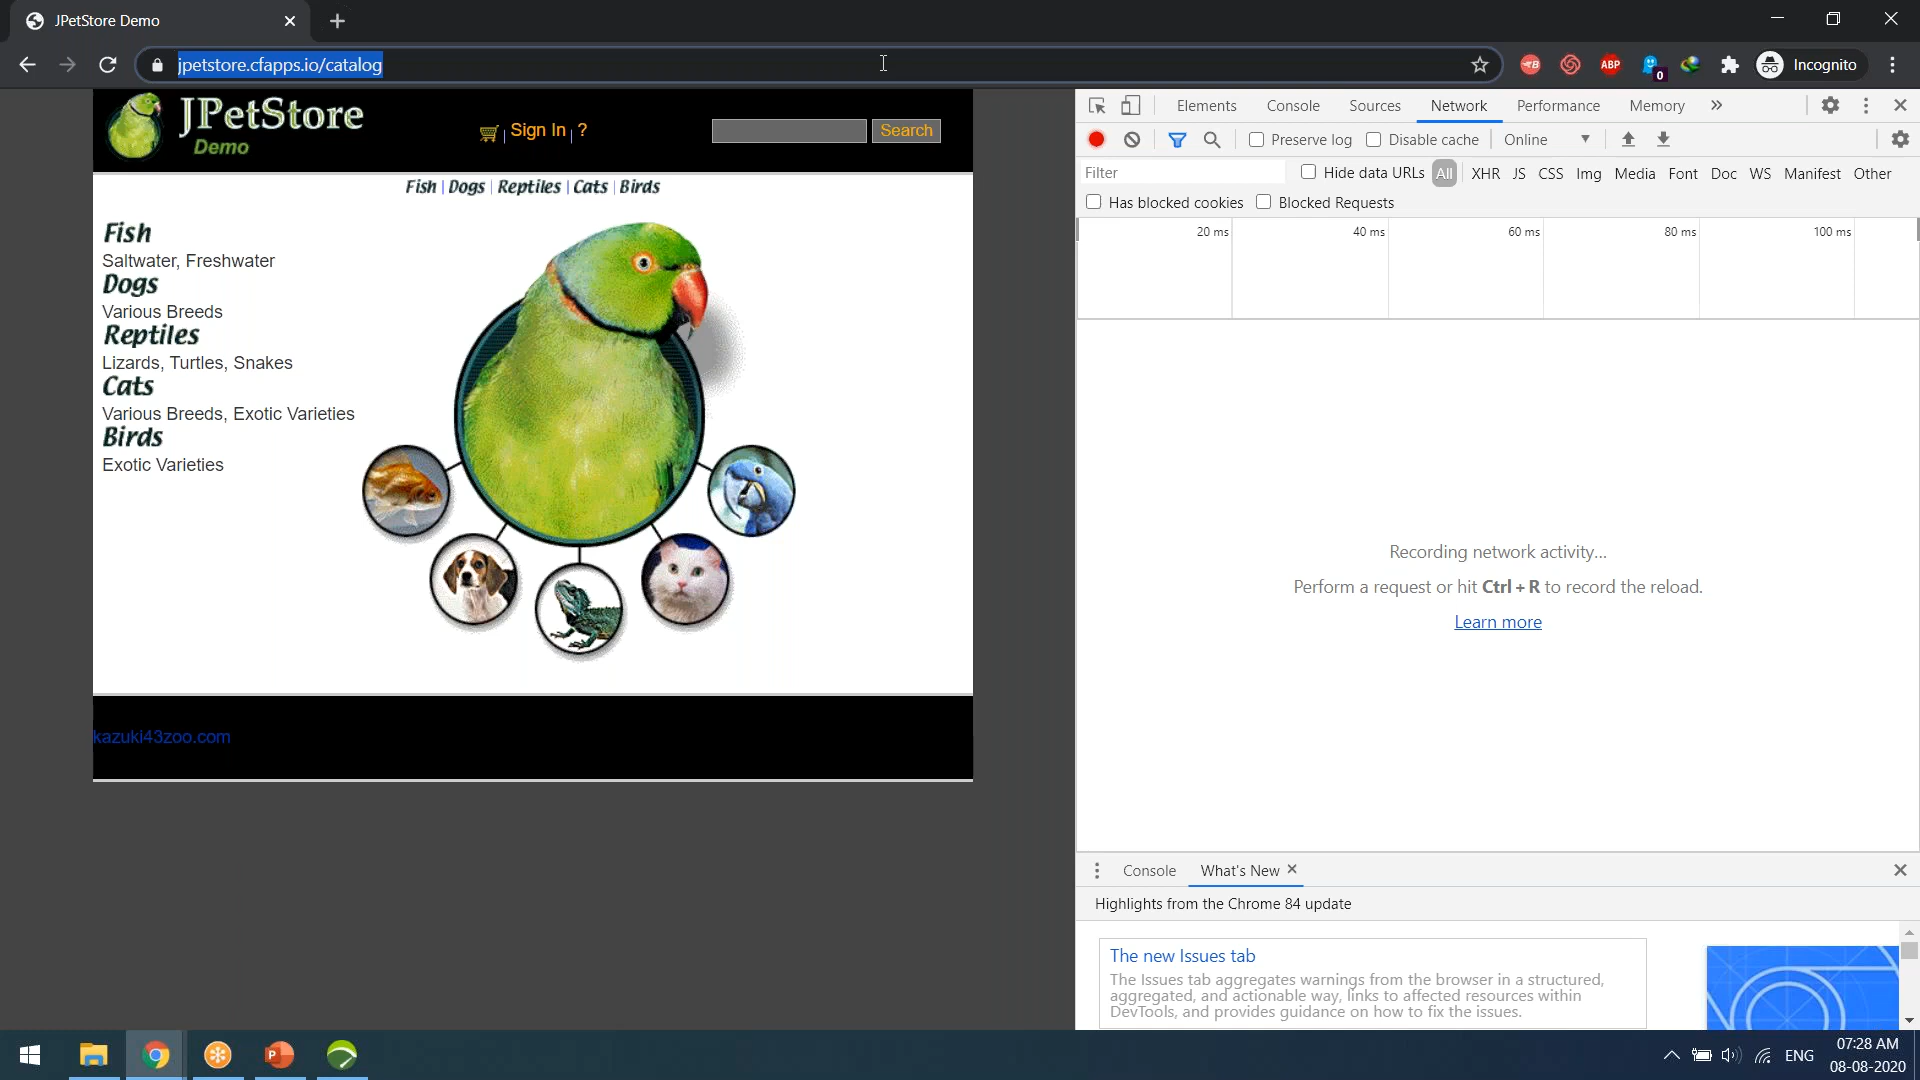 JPetStore Demo
jpetstore.cfapps.io/catalog
ABP
0
Incognito
JPetStore
Demo
Sign In | ?
Search
Fish | Dogs | Reptiles | Cats | Birds
Fish
Saltwater, Freshwater
Dogs
Various Breeds
Reptiles
Lizards, Turtles, Snakes
Cats
Various Breeds, Exotic Varieties
Birds
Exotic Varieties
kazuki43zoo.com
Elements Console Sources Network Performance Memory »
Preserve log Disable cache Online
Filter Hide data URLs All XHR JS CSS Img Media Font Doc WS Manifest Other
Has blocked cookies Blocked Requests
20 ms 40 ms 60 ms 80 ms 100 ms
Recording network activity...
Perform a request or hit Ctrl + R to record the reload.
Learn more
Console What's New
Highlights from the Chrome 84 update
The new Issues tab
The Issues tab aggregates warnings from the browser in a structured,
aggregated, and actionable way, links to affected resources within
DevTools, and provides guidance on how to fix the issues.
ENG
07:28 AM
08-08-2020